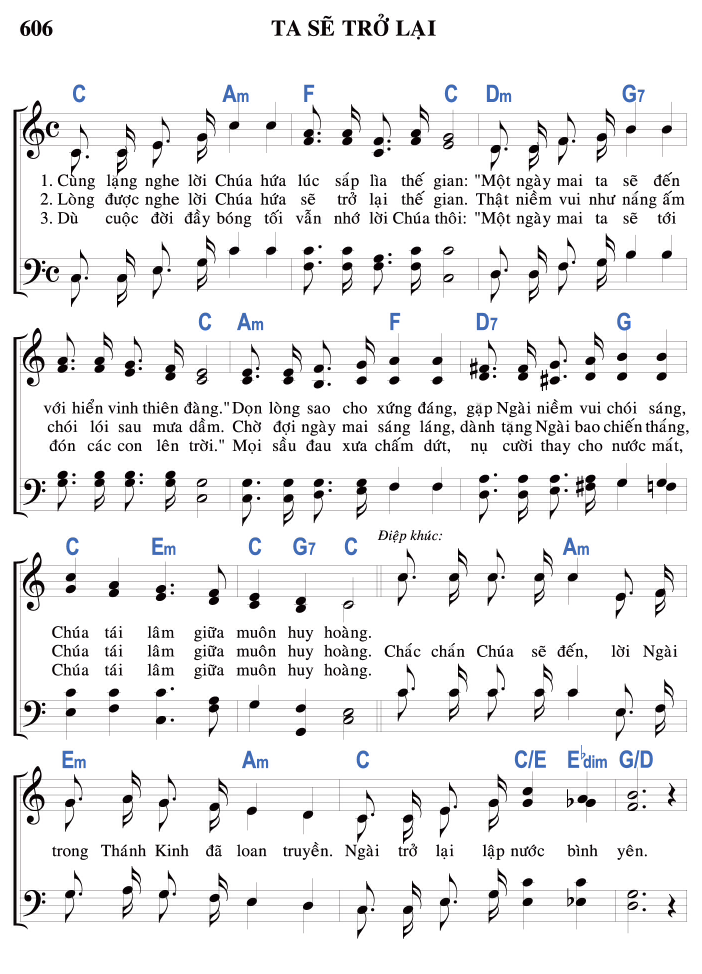 606 TA SẼ TRỞ LẠI
C Am F C Dm G7
1. Cùng lạng nghe lời Chúa hứa lúc sắp lìa thế gian: "Một ngày mai ta sẽ đến
2. Lòng được nghe lời Chúa hứa sẽ trở lại thế gian. Thật niềm vui như nắng ấm
3. Dù cuộc đời đầy bóng tối vẫn nhớ lời Chúa thôi: "Một ngày mai ta sẽ tới
C Am F D7 G
với hiển vinh thiên đàng." Dọn lòng sao cho xứng đáng, gặp Ngài niềm vui chói sáng,
chói lói sau mưa dầm. Chờ đợi ngày mai sáng láng, dành tặng Ngài bao chiến thắng,
đón các con lên trời." Mọi sầu đau xưa chấm dứt, nụ cười thay cho nước mắt,
Điệp khúc:
C Em C G7 C Am
Chúa tái lâm giữa muôn huy hoàng.
Chúa tái lâm giữa muôn huy hoàng. Chắc chắn Chúa sẽ đến, lời Ngài
Chúa tái lâm giữa muôn huy hoàng.
Em Am C C/E E♭dim G/D
trong Thánh Kinh đã loan truyền. Ngài trở lại lập nước bình yên.